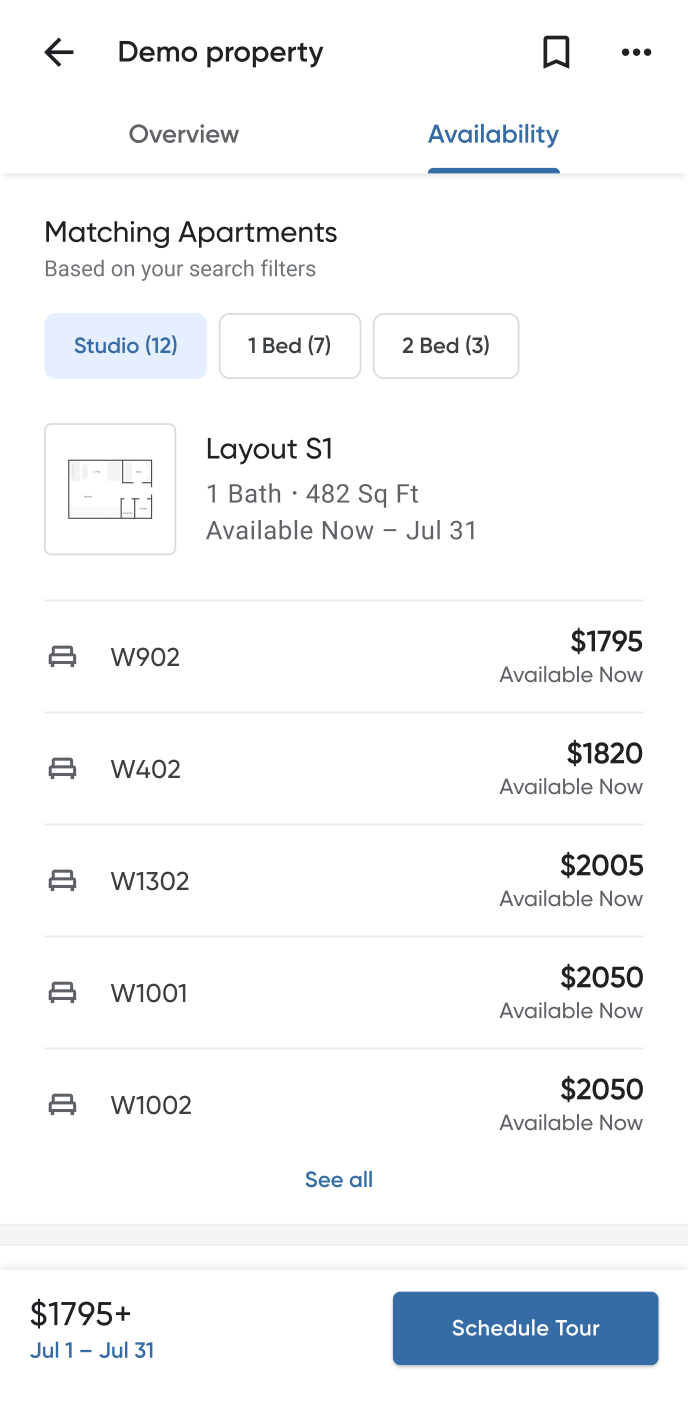 Demo property
Overview Availability
Matching Apartments
Based on your search filters
Studio (12) 1 Bed (7) 2 Bed (3)
Layout S1
1 Bath · 482 Sq Ft
Available Now – Jul 31
W902 $1795
Available Now
W402 $1820
Available Now
W1302 $2005
Available Now
W1001 $2050
Available Now
W1002 $2050
Available Now
See all
$1795+
Jul 1 – Jul 31
Schedule Tour